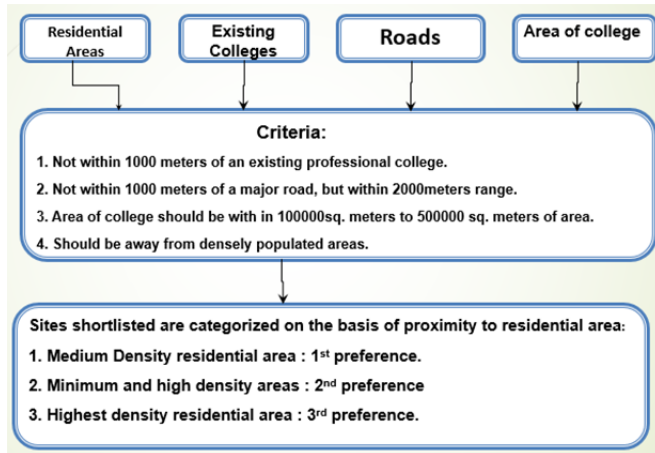 Residential
Areas
Existing
Colleges
Roads
Area of college
Criteria:
1. Not within 1000 meters of an existing professional college.
2. Not within 1000 meters of a major road, but within 2000meters range.
3. Area of college should be with in 100000sq. meters to 500000 sq. meters of area.
4. Should be away from densely populated areas.
Sites shortlisted are categorized on the basis of proximity to residential area:
1. Medium Density residential area : 1st preference.
2. Minimum and high density areas : 2nd preference
3. Highest density residential area : 3rd preference.